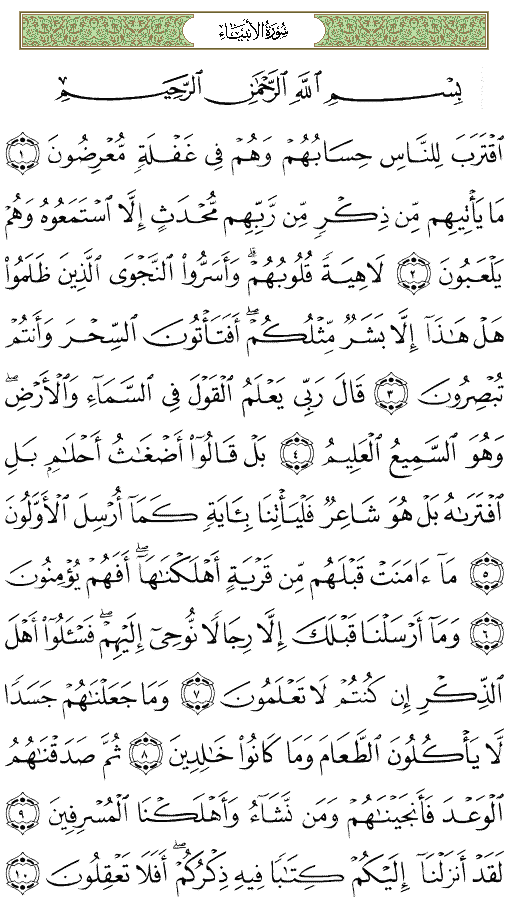 سُورَةُ الأَنبِيَاء
بِسْمِ ٱللَّهِ ٱلرَّحْمَٰنِ ٱلرَّحِيمِ
ٱقْتَرَبَ لِلنَّاسِ حِسَابُهُمْ وَهُمْ فِى غَفْلَةٍ مُّعْرِضُونَ ١
مَا يَأْتِيهِم مِّن ذِكْرٍ مِّن رَّبِّهِم مُّحْدَثٍ إِلَّا ٱسْتَمَعُوهُ وَهُمْ
يَلْعَبُونَ ٢ لَاهِيَةً قُلُوبُهُمْ ۗ وَأَسَرُّوا۟ ٱلنَّجْوَى ٱلَّذِينَ ظَلَمُوا۟
هَلْ هَٰذَآ إِلَّا بَشَرٌ مِّثْلُكُمْ ۖ أَفَتَأْتُونَ ٱلسِّحْرَ وَأَنتُمْ
تُبْصِرُونَ ٣ قَالَ رَبِّى يَعْلَمُ ٱلْقَوْلَ فِى ٱلسَّمَآءِ وَٱلْأَرْضِ ۖ
وَهُوَ ٱلسَّمِيعُ ٱلْعَلِيمُ ٤ بَلْ قَالُوٓا۟ أَضْغَٰثُ أَحْلَٰمٍۭ بَلِ
ٱفْتَرَىٰهُ بَلْ هُوَ شَاعِرٌ فَلْيَأْتِنَا بِـَٔايَةٍ كَمَآ أُرْسِلَ ٱلْأَوَّلُونَ
٥ مَآ ءَامَنَتْ قَبْلَهُم مِّن قَرْيَةٍ أَهْلَكْنَٰهَآ ۖ أَفَهُمْ يُؤْمِنُونَ
٦ وَمَآ أَرْسَلْنَا قَبْلَكَ إِلَّا رِجَالًا نُّوحِىٓ إِلَيْهِمْ ۖ فَسْـَٔلُوٓا۟ أَهْلَ
ٱلذِّكْرِ إِن كُنتُمْ لَا تَعْلَمُونَ ٧ وَمَا جَعَلْنَٰهُمْ جَسَدًا
لَّا يَأْكُلُونَ ٱلطَّعَامَ وَمَا كَانُوا۟ خَٰلِدِينَ ٨ ثُمَّ صَدَقْنَٰهُمُ
ٱلْوَعْدَ فَأَنجَيْنَٰهُمْ وَمَن نَّشَآءُ وَأَهْلَكْنَا ٱلْمُسْرِفِينَ ٩
لَقَدْ أَنزَلْنَآ إِلَيْكُمْ كِتَٰبًا فِيهِ ذِكْرُكُمْ ۖ أَفَلَا تَعْقِلُونَ ١٠